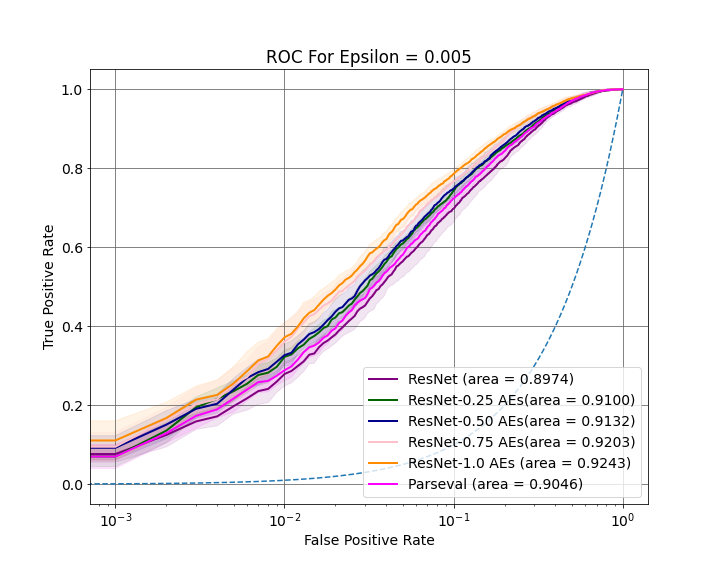 ROC For Epsilon = 0.005
True Positive Rate
1.0
0.8
0.6
0.4
0.2
0.0
ResNet (area = 0.8974)
ResNet-0.25 AEs(area = 0.9100)
ResNet-0.50 AEs(area = 0.9132)
ResNet-0.75 AEs(area = 0.9203)
ResNet-1.0 AEs (area = 0.9243)
Parseval (area = 0.9046)
10⁻³ 10⁻² 10⁻¹ 10⁰
False Positive Rate